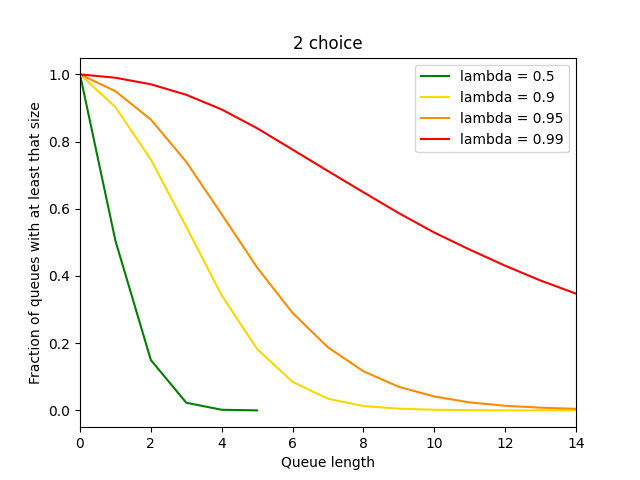 2 choice
lambda = 0.5
lambda = 0.9
lambda = 0.95
lambda = 0.99
Fraction of queues with at least that size
1.0
0.8
0.6
0.4
0.2
0.0
0 2 4 6 8 10 12 14
Queue length